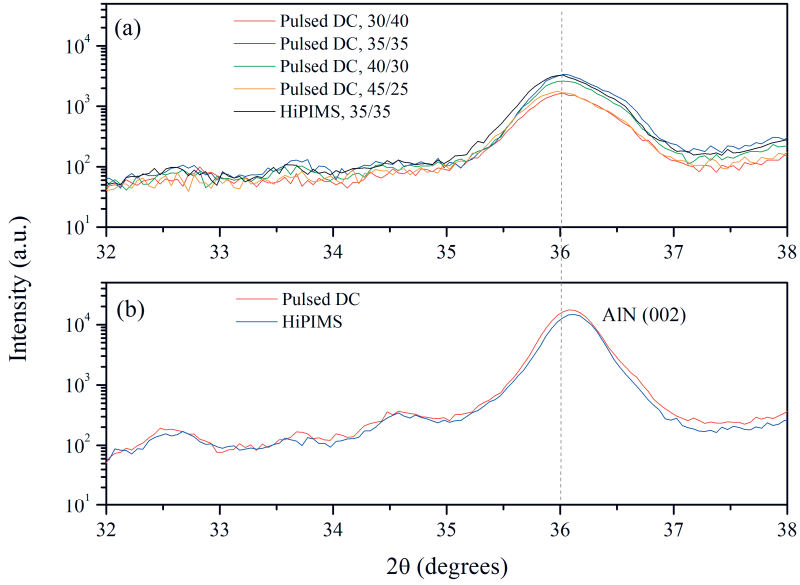 (a)
Pulsed DC, 30/40
Pulsed DC, 35/35
Pulsed DC, 40/30
Pulsed DC, 45/25
HiPIMS, 35/35
10^4
10^3
10^2
10^1
32 33 34 35 36 37 38
(b)
Pulsed DC
HiPIMS
AlN (002)
10^4
10^3
10^2
10^1
32 33 34 35 36 37 38
Intensity (a.u.)
2θ (degrees)